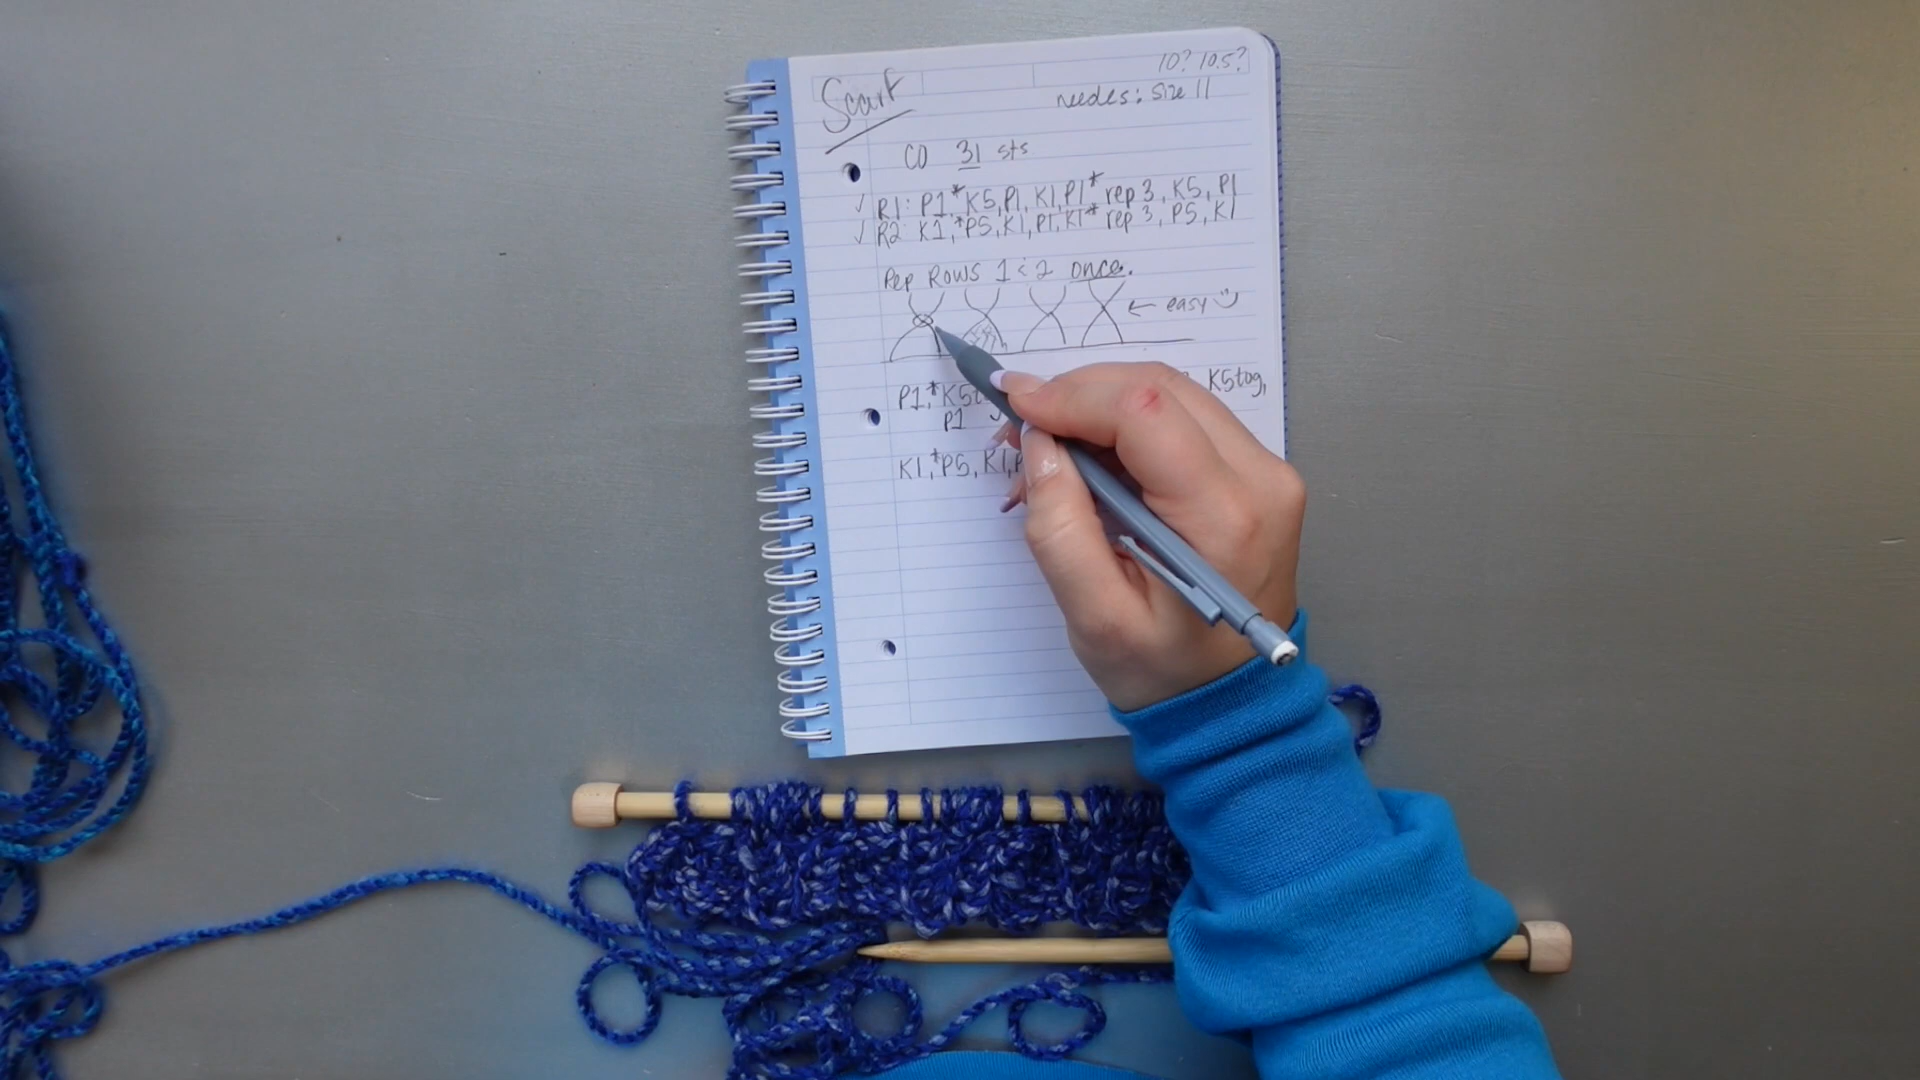 10? 10.5?
Scarf
needles: size 11
CO 31 sts
✓ R1: P1*K5,P1,K1,P1* rep 3, K5, P1
✓ R2: K1,*P5,K1,P1,K1* rep 3, P5, K1
Rep Rows 1 & 2 once.
← easy
P1,*K5t K5tog,
P1
K1,*P5, K1,P